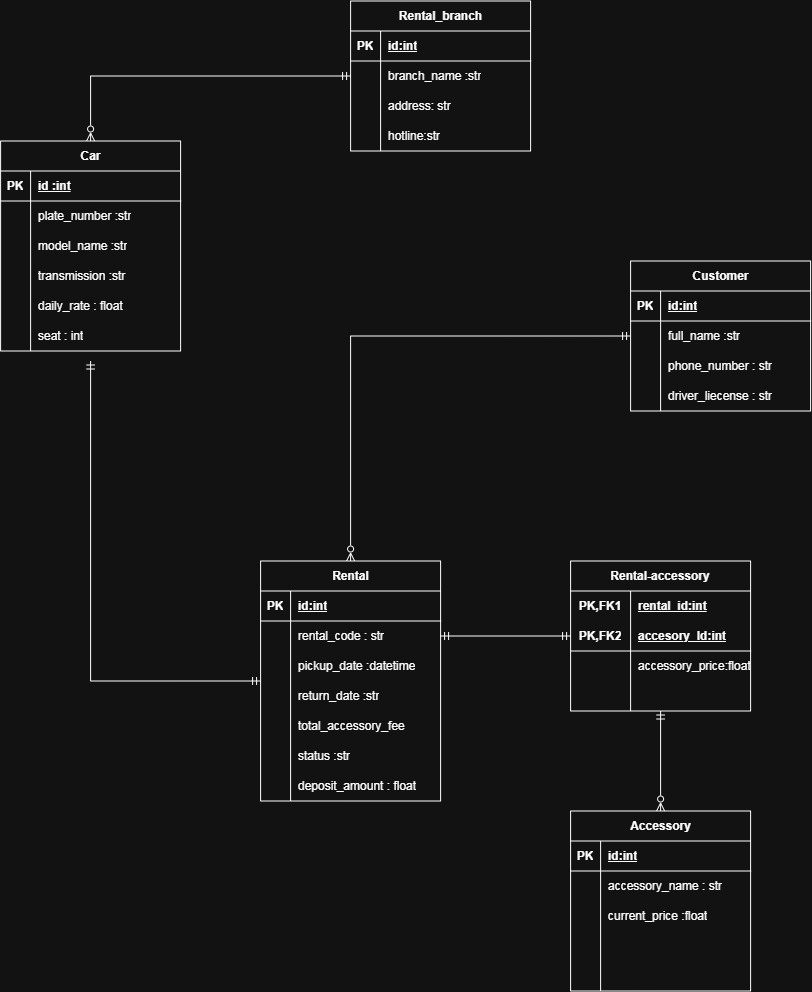 Rental_branch
PK id:int
branch_name :str
address: str
hotline:str
Car
PK id :int
plate_number :str
model_name :str
transmission :str
daily_rate : float
seat : int
Customer
PK id:int
full_name :str
phone_number : str
driver_liecense : str
Rental
PK id:int
rental_code : str
pickup_date :datetime
return_date :str
total_accessory_fee
status :str
deposit_amount : float
Rental-accessory
PK,FK1 rental_id:int
PK,FK2 accesory_Id:int
accessory_price:float
Accessory
PK id:int
accessory_name : str
current_price :float